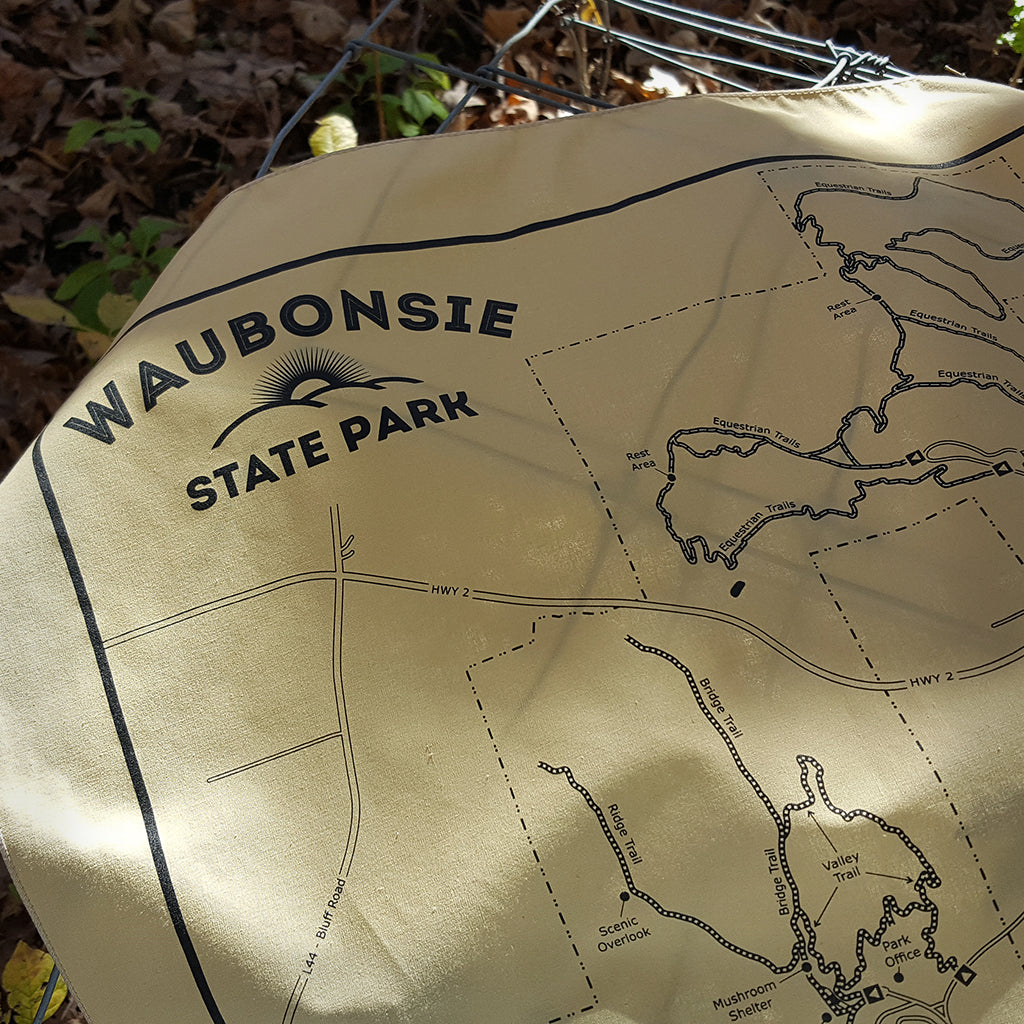 WAUBONSIE
STATE PARK
Equestrian Trails
Rest
Area
Equestrian Trails
Equestrian Trails
Equestrian Trails
Rest
Area
Equestrian Trails
HWY 2
HWY 2
Bridge Trail
Ridge Trail
Bridge Trail
Valley
Trail
L44 - Bluff Road
Scenic
Overlook
Park
Office
Mushroom
Shelter